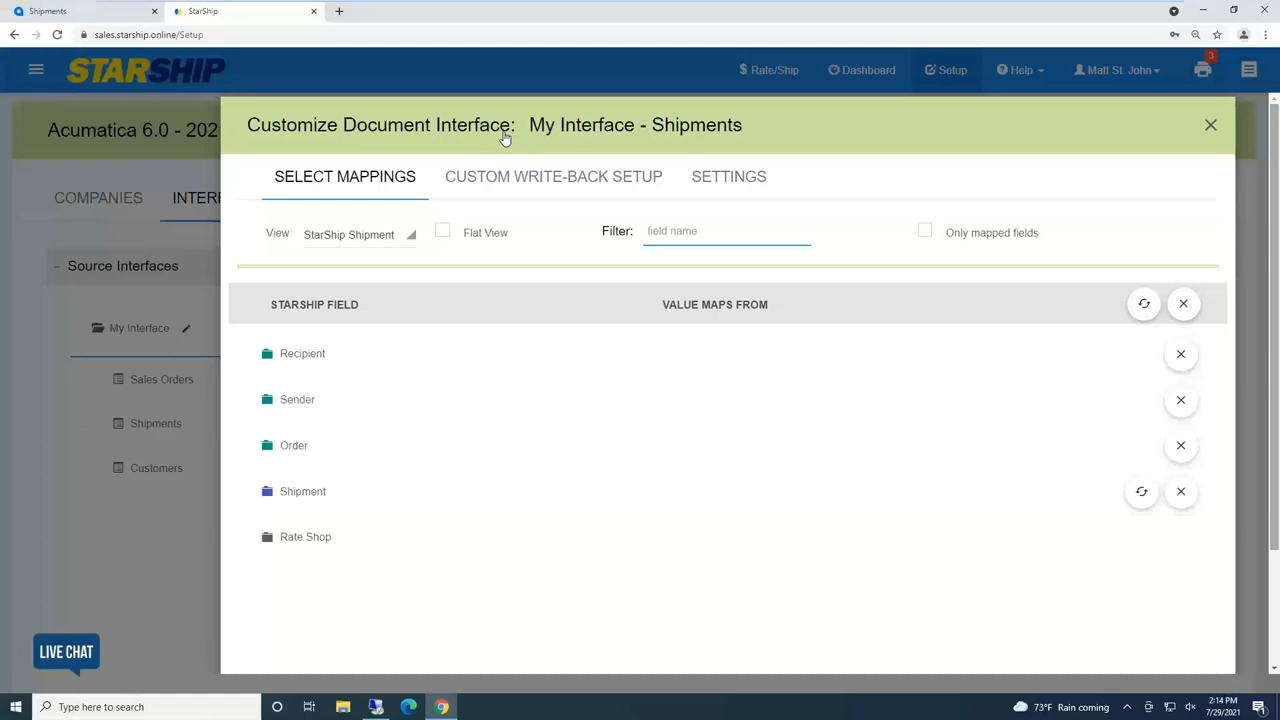 Shipments
StarShip
sales.starship.online/Setup
STARSHIP
$ Rate/Ship
Dashboard
Setup
Help
Matt St. John
3
Acumatica 6.0 - 202
Customize Document Interface: My Interface - Shipments
COMPANIES
INTERF
SELECT MAPPINGS
CUSTOM WRITE-BACK SETUP
SETTINGS
View: StarShip Shipment
Flat View
Filter: field name
Only mapped fields
Source Interfaces
STARSHIP FIELD
VALUE MAPS FROM
My Interface
Recipient
Sales Orders
Sender
Shipments
Order
Customers
Shipment
Rate Shop
LIVE CHAT
Type here to search
73°F Rain coming
2:14 PM
7/29/2021
1